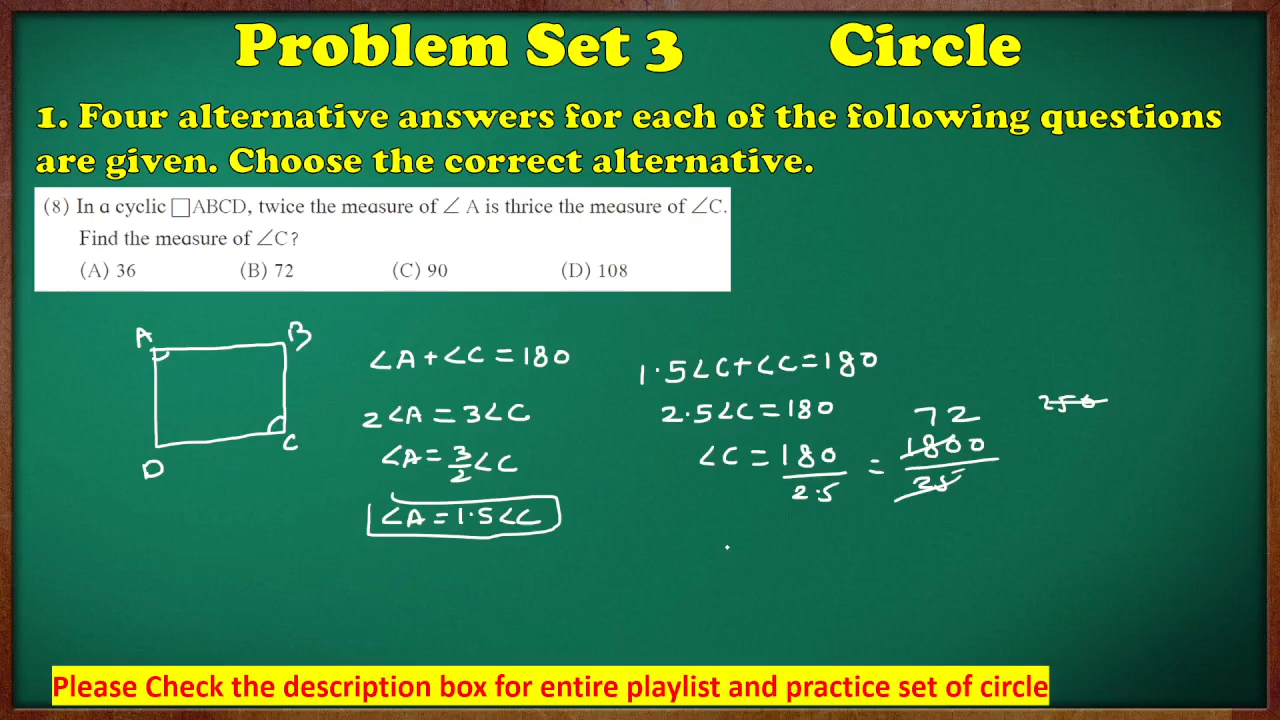 Problem Set 3 Circle
1. Four alternative answers for each of the following questions
are given. Choose the correct alternative.
(8) In a cyclic □ABCD, twice the measure of ∠ A is thrice the measure of ∠C.
Find the measure of ∠C?
(A) 36 (B) 72 (C) 90 (D) 108
A B
D C
∠A+∠C=180
2∠A=3∠C
∠A=3/2∠C
∠A=1.5∠C
1.5∠C+∠C=180
2.5∠C=180
∠C=180/2.5=1800/25
72
250
Please Check the description box for entire playlist and practice set of circle